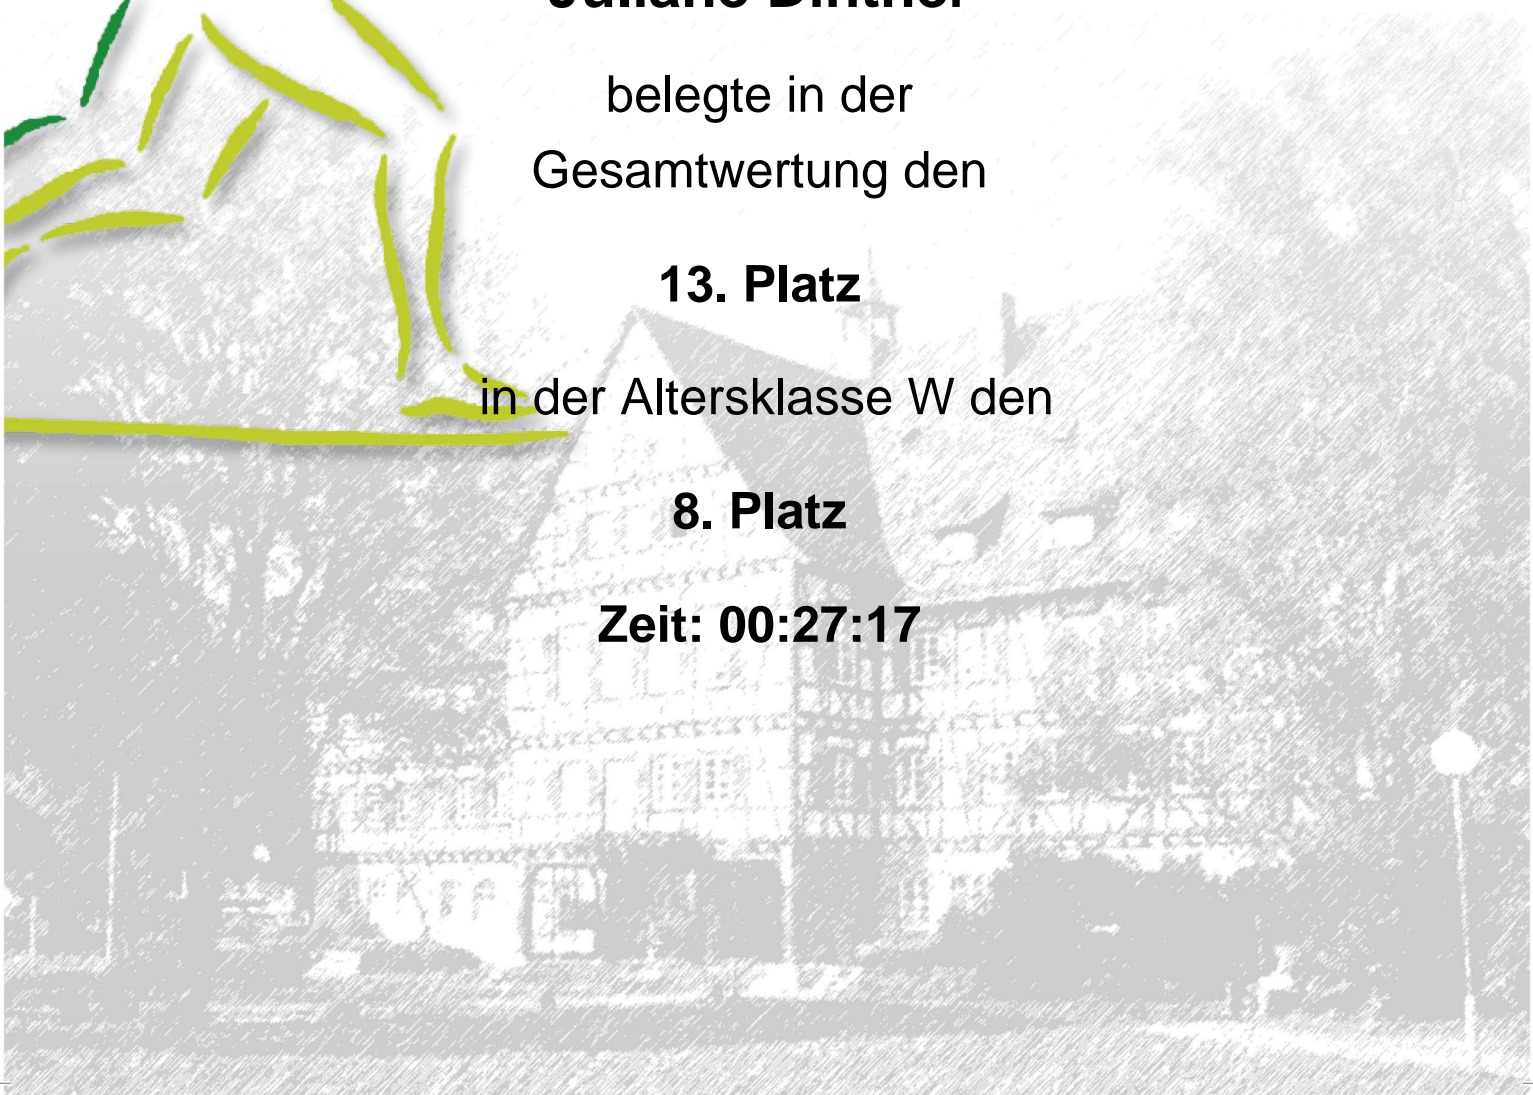 belegte in der
Gesamtwertung den
13. Platz
in der Altersklasse W den
8. Platz
Zeit: 00:27:17